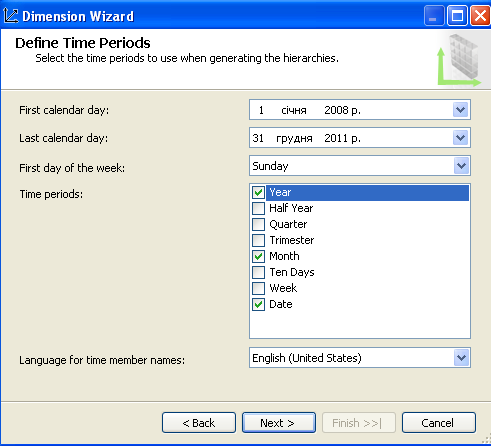 Dimension Wizard
Define Time Periods
Select the time periods to use when generating the hierarchies.
First calendar day: 1 січня 2008 р.
Last calendar day: 31 грудня 2011 р.
First day of the week: Sunday
Time periods: Year
Half Year
Quarter
Trimester
Month
Ten Days
Week
Date
Language for time member names: English (United States)
< Back Next > Finish >>| Cancel